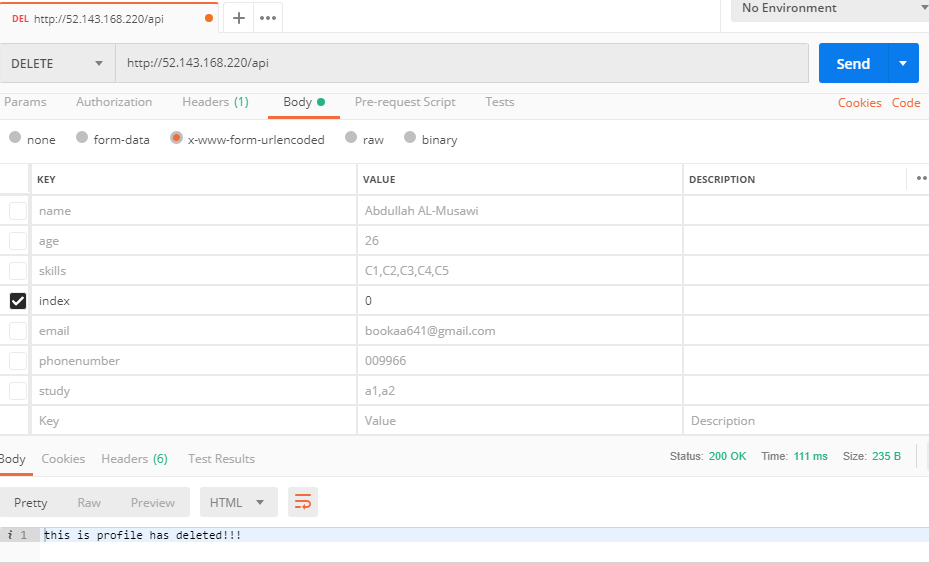 DEL http://52.143.168.220/api + ••• No Environment
DELETE http://52.143.168.220/api Send
Params Authorization Headers (1) Body Pre-request Script Tests Cookies Code
none form-data x-www-form-urlencoded raw binary
KEY VALUE DESCRIPTION ••
name Abdullah AL-Musawi
age 26
skills C1,C2,C3,C4,C5
index 0
email bookaa641@gmail.com
phonenumber 009966
study a1,a2
Key Value Description
Body Cookies Headers (6) Test Results Status: 200 OK Time: 111 ms Size: 235 B
Pretty Raw Preview HTML
i 1 this is profile has deleted!!!